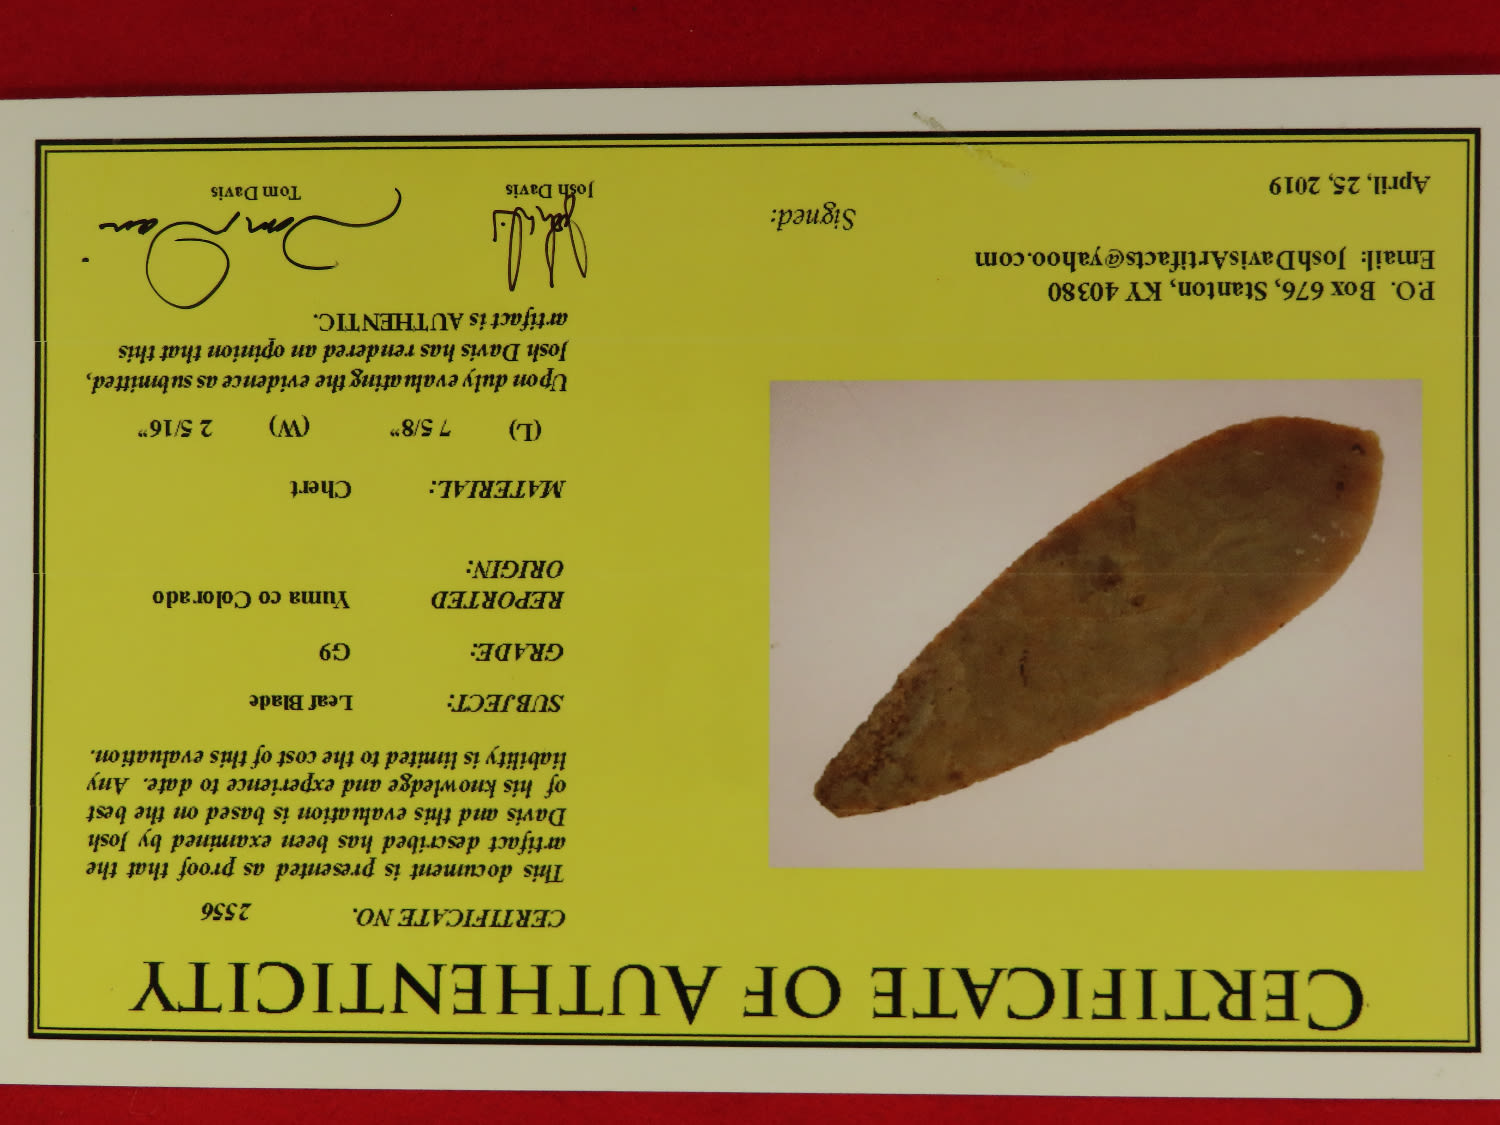 CERTIFICATE OF AUTHENTICITY
CERTIFICATE NO. 2556
This document is presented as proof that the
artifact described has been examined by Josh
Davis and this evaluation is based on the best
of his knowledge and experience to date. Any
liability is limited to the cost of this evaluation.
SUBJECT: Leaf Blade
GRADE: G9
REPORTED Yuma co Colorado
ORIGIN:
MATERIAL: Chert
(L) 7 5/8" (W) 2 5/16"
Upon duly evaluating the evidence as submitted,
Josh Davis has rendered an opinion that this
artifact is AUTHENTIC.
P.O. Box 676, Stanton, KY 40380
Email: JoshDavisArtifacts@yahoo.com
Signed:
April, 25, 2019
Josh Davis
Tom Davis